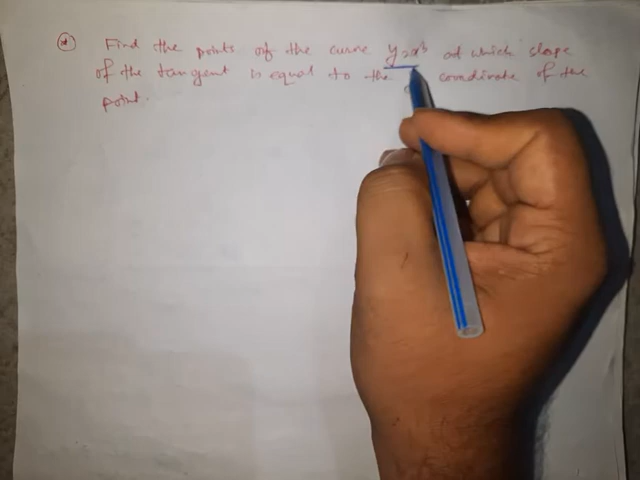 * Find the points of the curve y=x³ at which slope
of the tangent is equal to the coordinate of the
point.